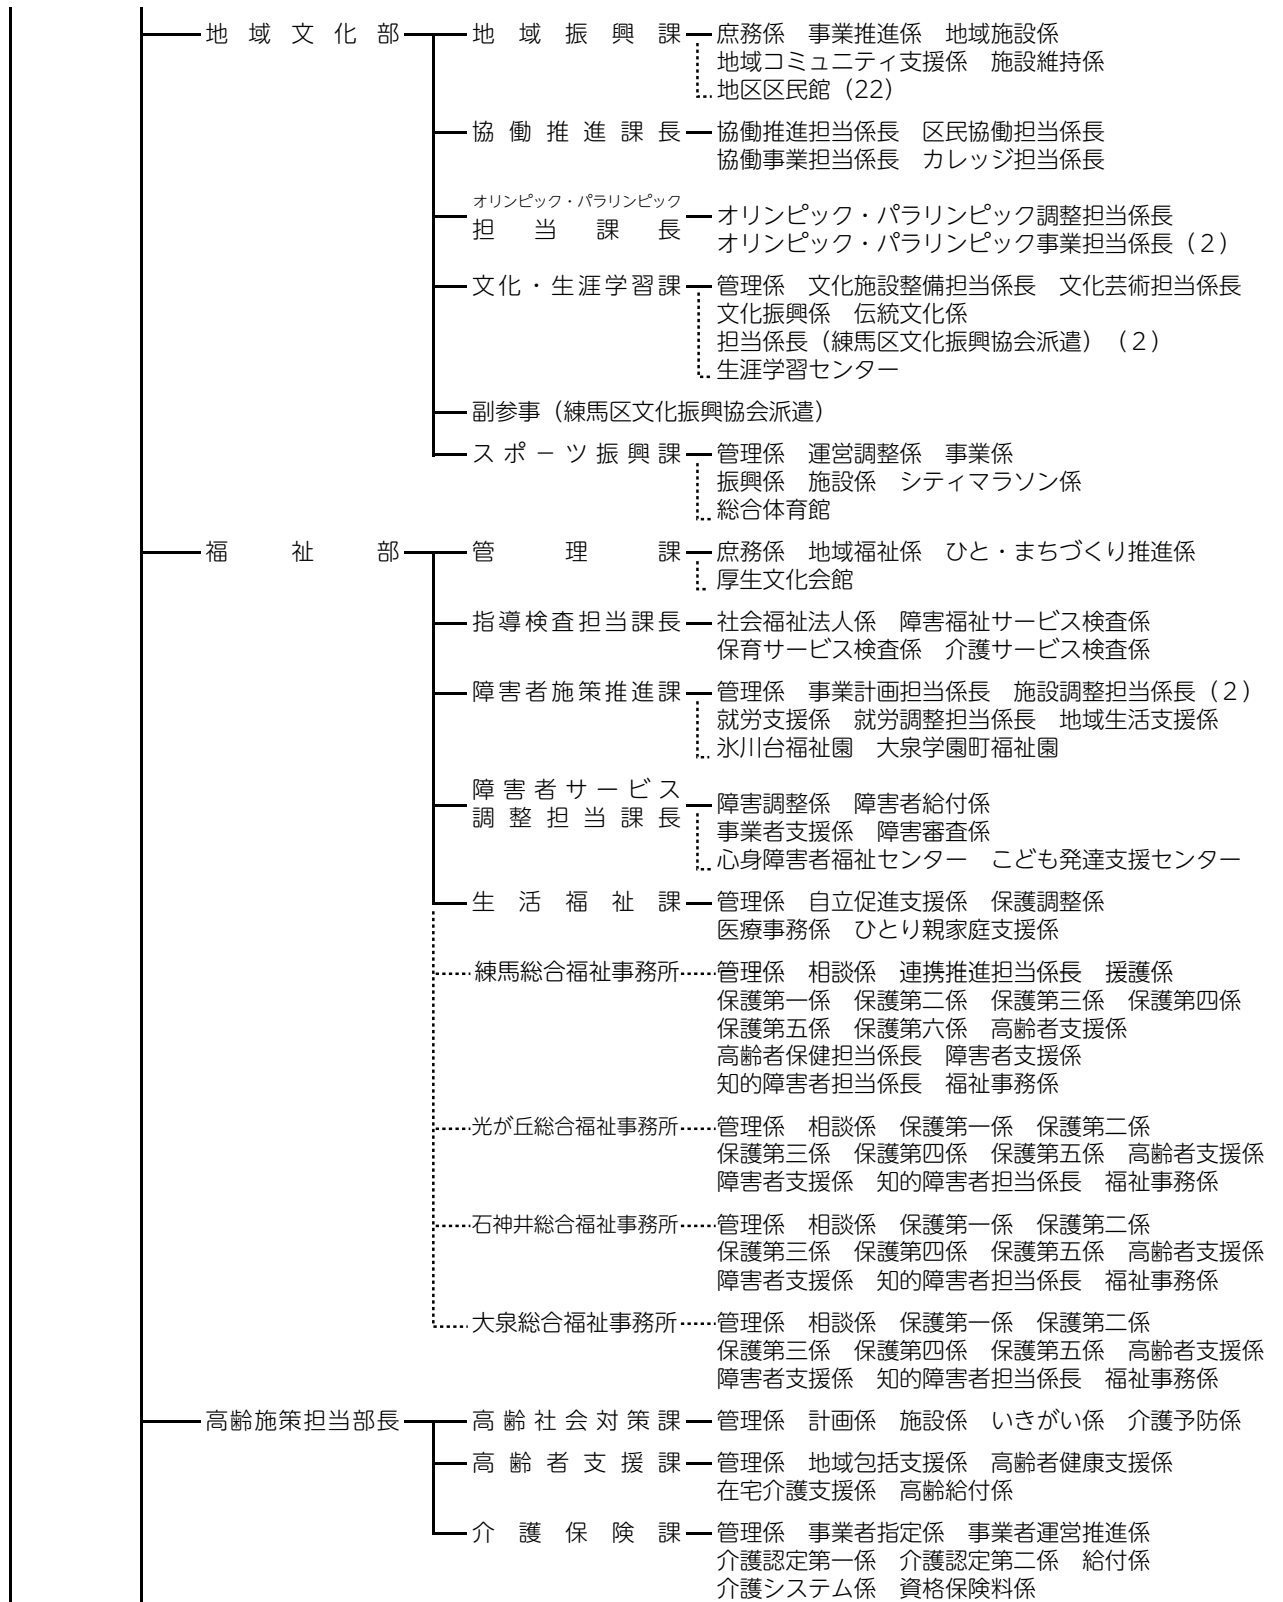 地域文化部 地域振興課 庶務係 事業推進係 地域施設係
地域コミュニティ支援係 施設維持係
地区区民館（22）
協働推進課長 協働推進担当係長 区民協働担当係長
協働事業担当係長 カレッジ担当係長
オリンピック・パラリンピック
担当課長 オリンピック・パラリンピック調整担当係長
オリンピック・パラリンピック事業担当係長（２）
文化・生涯学習課 管理係 文化施設整備担当係長 文化芸術担当係長
文化振興係 伝統文化係
担当係長（練馬区文化振興協会派遣）（２）
生涯学習センター
副参事（練馬区文化振興協会派遣）
スポーツ振興課 管理係 運営調整係 事業係
振興係 施設係 シティマラソン係
総合体育館
福祉部 管理課 庶務係 地域福祉係 ひと・まちづくり推進係
厚生文化会館
指導検査担当課長 社会福祉法人係 障害福祉サービス検査係
保育サービス検査係 介護サービス検査係
障害者施策推進課 管理係 事業計画担当係長 施設調整担当係長（２）
就労支援係 就労調整担当係長 地域生活支援係
氷川台福祉園 大泉学園町福祉園
障害者サービス
調整担当課長 障害調整係 障害者給付係
事業者支援係 障害審査係
心身障害者福祉センター こども発達支援センター
生活福祉課 管理係 自立促進支援係 保護調整係
医療事務係 ひとり親家庭支援係
練馬総合福祉事務所 管理係 相談係 連携推進担当係長 援護係
保護第一係 保護第二係 保護第三係 保護第四係
保護第五係 保護第六係 高齢者支援係
高齢者保健担当係長 障害者支援係
知的障害者担当係長 福祉事務係
光が丘総合福祉事務所 管理係 相談係 保護第一係 保護第二係
保護第三係 保護第四係 保護第五係 高齢者支援係
障害者支援係 知的障害者担当係長 福祉事務係
石神井総合福祉事務所 管理係 相談係 保護第一係 保護第二係
保護第三係 保護第四係 保護第五係 高齢者支援係
障害者支援係 知的障害者担当係長 福祉事務係
大泉総合福祉事務所 管理係 相談係 保護第一係 保護第二係
保護第三係 保護第四係 保護第五係 高齢者支援係
障害者支援係 知的障害者担当係長 福祉事務係
高齢施策担当部長 高齢社会対策課 管理係 計画係 施設係 いきがい係 介護予防係
高齢者支援課 管理係 地域包括支援係 高齢者健康支援係
在宅介護支援係 高齢給付係
介護保険課 管理係 事業者指定係 事業者運営推進係
介護認定第一係 介護認定第二係 給付係
介護システム係 資格保険料係